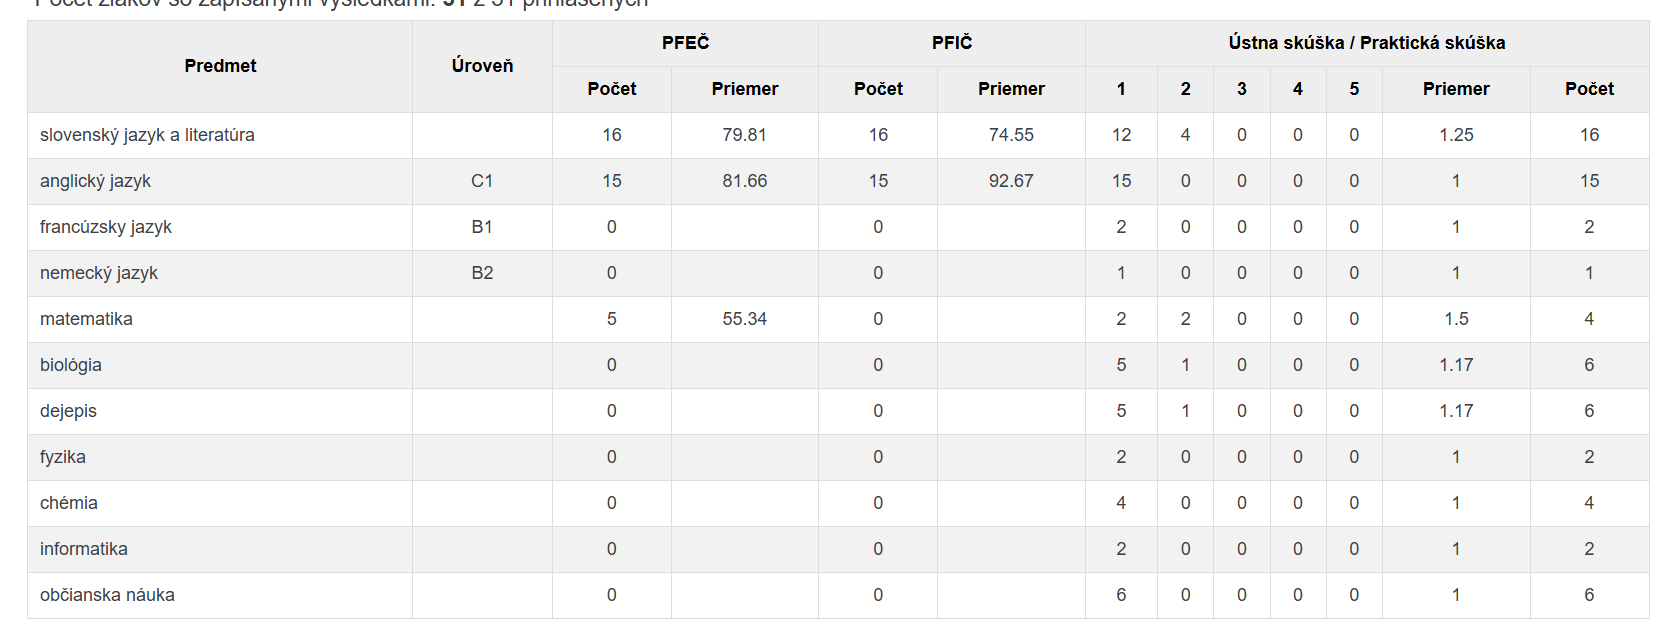 Počet žiakov so zapísanými výsledkami: 51 z 51 prihlásených
Predmet Úroveň PFEČ PFIČ Ústna skúška / Praktická skúška
Počet Priemer Počet Priemer 1 2 3 4 5 Priemer Počet
slovenský jazyk a literatúra 16 79.81 16 74.55 12 4 0 0 0 1.25 16
anglický jazyk C1 15 81.66 15 92.67 15 0 0 0 0 1 15
francúzsky jazyk B1 0 0 2 0 0 0 0 1 2
nemecký jazyk B2 0 0 1 0 0 0 0 1 1
matematika 5 55.34 0 2 2 0 0 0 1.5 4
biológia 0 0 5 1 0 0 0 1.17 6
dejepis 0 0 5 1 0 0 0 1.17 6
fyzika 0 0 2 0 0 0 0 1 2
chémia 0 0 4 0 0 0 0 1 4
informatika 0 0 2 0 0 0 0 1 2
občianska náuka 0 0 6 0 0 0 0 1 6